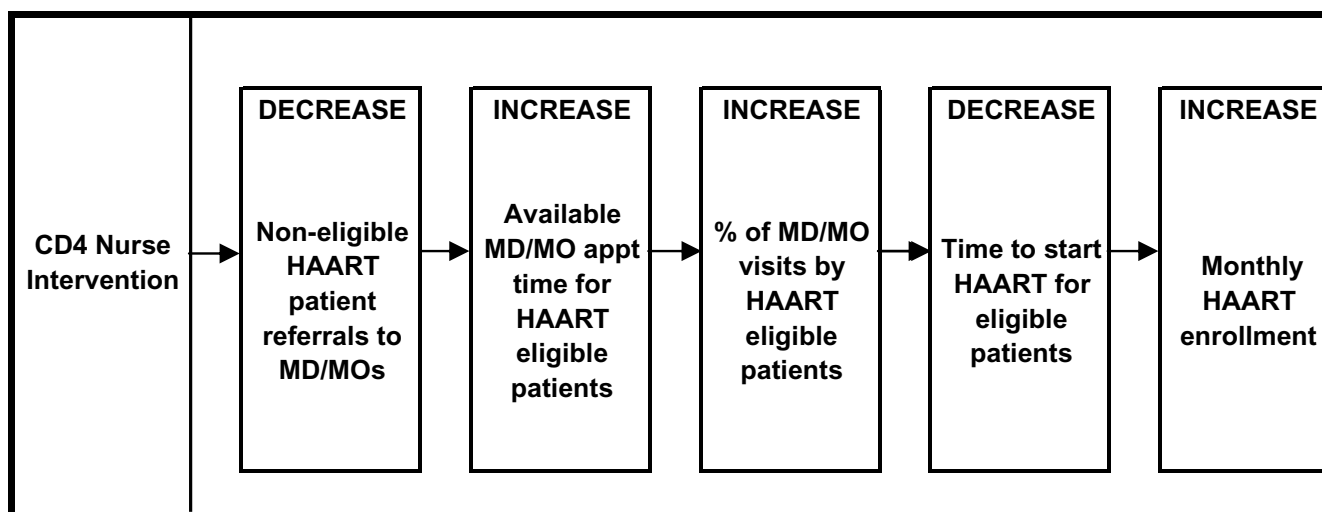 CD4 Nurse
Intervention
DECREASE
Non-eligible
HAART
patient
referrals to
MD/MOs
INCREASE
Available
MD/MO appt
time for
HAART
eligible
patients
INCREASE
% of MD/MO
visits by
HAART
eligible
patients
DECREASE
Time to start
HAART for
eligible
patients
INCREASE
Monthly
HAART
enrollment